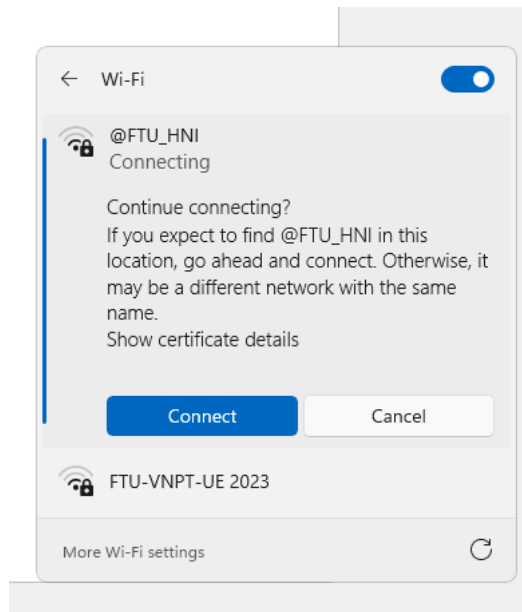 Wi-Fi
@FTU_HNI
Connecting
Continue connecting?
If you expect to find @FTU_HNI in this
location, go ahead and connect. Otherwise, it
may be a different network with the same
name.
Show certificate details
Connect Cancel
FTU-VNPT-UE 2023
More Wi-Fi settings